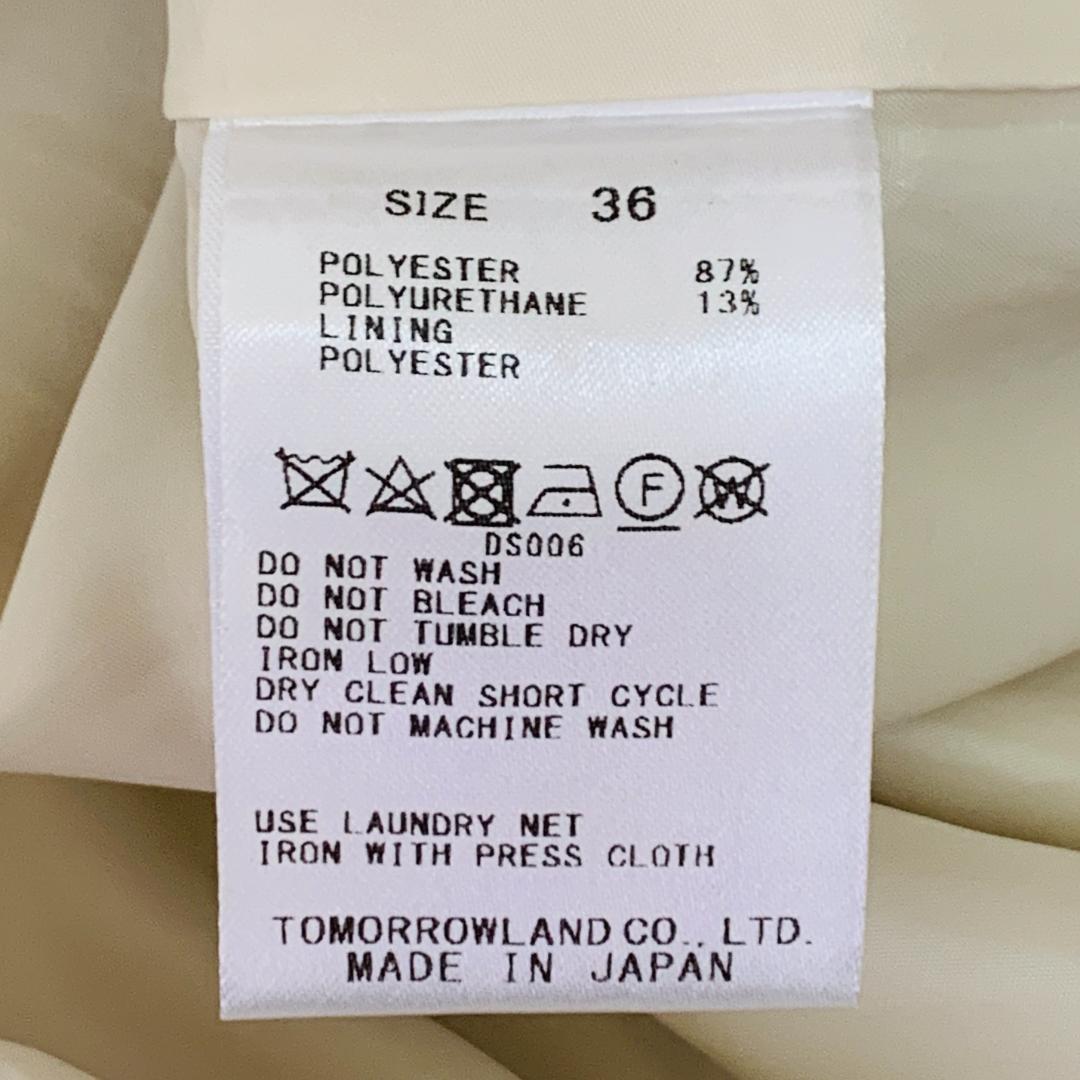 SIZE 36
POLYESTER 87%
POLYURETHANE 13%
LINING
POLYESTER
F W
DS006
DO NOT WASH
DO NOT BLEACH
DO NOT TUMBLE DRY
IRON LOW
DRY CLEAN SHORT CYCLE
DO NOT MACHINE WASH
USE LAUNDRY NET
IRON WITH PRESS CLOTH
TOMORROWLAND CO., LTD.
MADE IN JAPAN